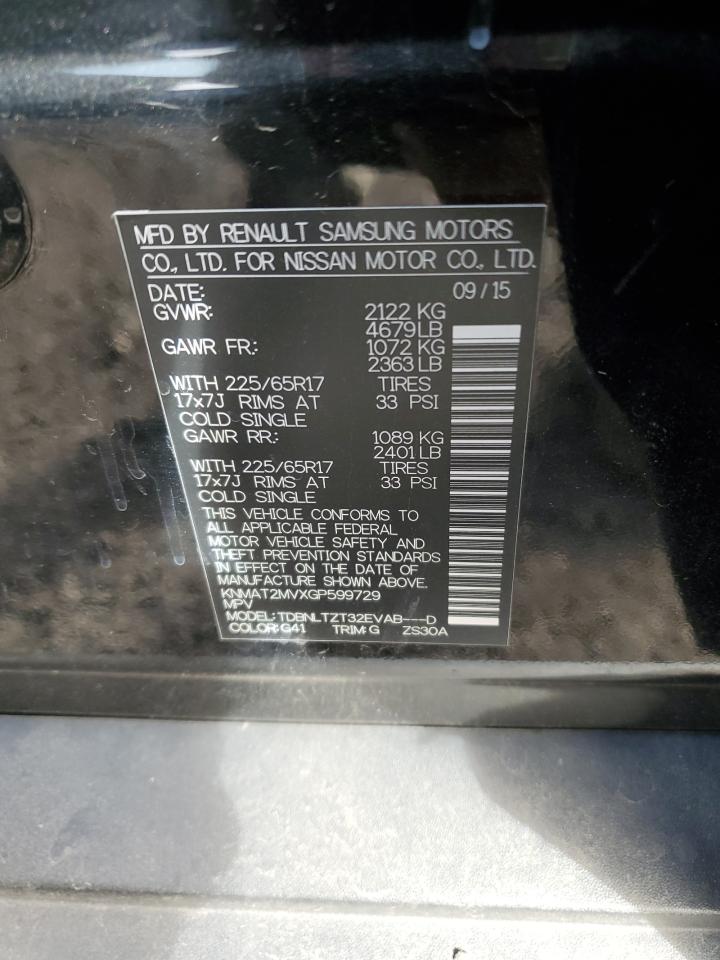 MFD BY RENAULT SAMSUNG MOTORS
CO., LTD. FOR NISSAN MOTOR CO., LTD.
DATE: 09/15
GVWR: 2122 KG
4679LB
GAWR FR: 1072 KG
2363LB
WITH 225/65R17 TIRES
17x7J RIMS AT 33 PSI
COLD SINGLE
GAWR RR: 1089 KG
2401LB
WITH 225/65R17 TIRES
17x7J RIMS AT 33 PSI
COLD SINGLE
THIS VEHICLE CONFORMS TO
ALL APPLICABLE FEDERAL
MOTOR VEHICLE SAFETY AND
THEFT PREVENTION STANDARDS
IN EFFECT ON THE DATE OF
MANUFACTURE SHOWN ABOVE.
KNMAT2MVXGP599729
MPV
MODEL:TDBNLTZT32EVAB---D
COLOR:G41 TRIM:G ZS30A